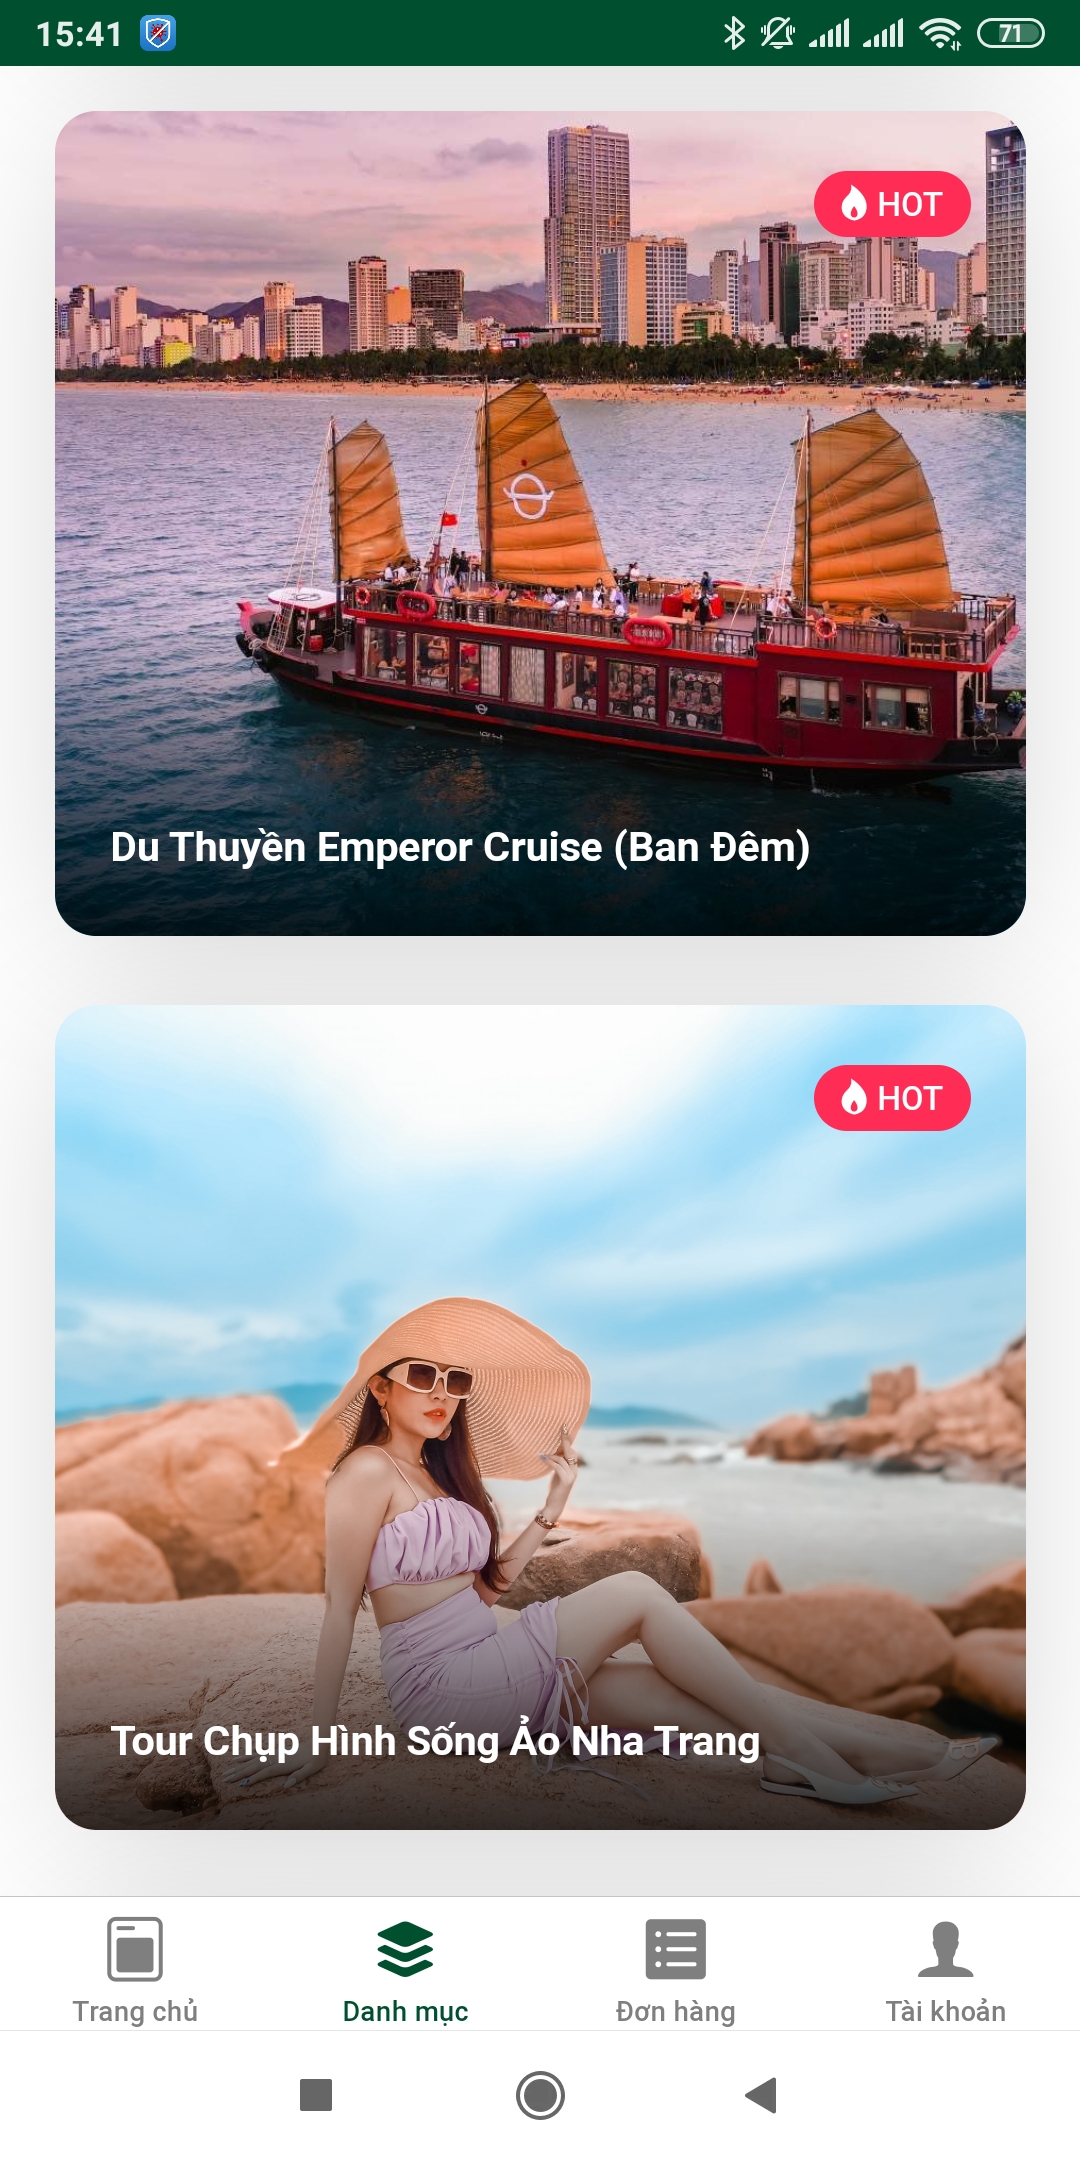 15:41
71
HOT
Du Thuyền Emperor Cruise (Ban Đêm)
HOT
Tour Chụp Hình Sống Ảo Nha Trang
Trang chủ
Danh mục
Đơn hàng
Tài khoản